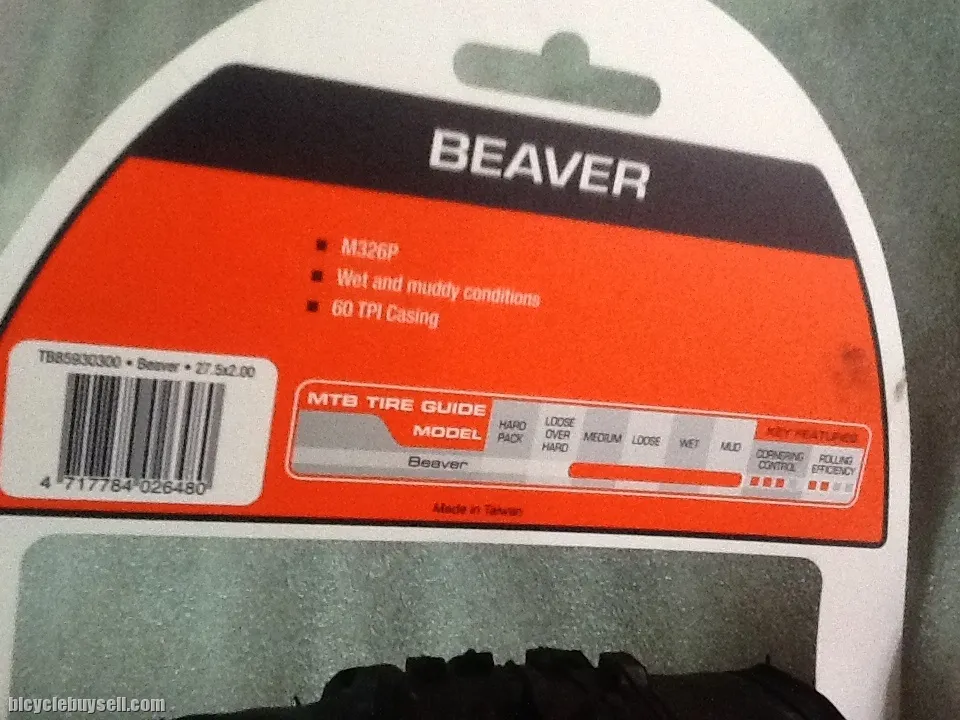 BEAVER
M326P
Wet and muddy conditions
60 TPI Casing
TB85930300 • Beaver • 27.5x2.00
4 717784 026480
MTB TIRE GUIDE
MODEL
HARD PACK
LOOSE OVER HARD
MEDIUM
LOOSE
WET
MUD
KEY FEATURES
CORNERING CONTROL
ROLLING EFFICIENCY
Beaver
Made in Taiwan
bicyclebuysell.com